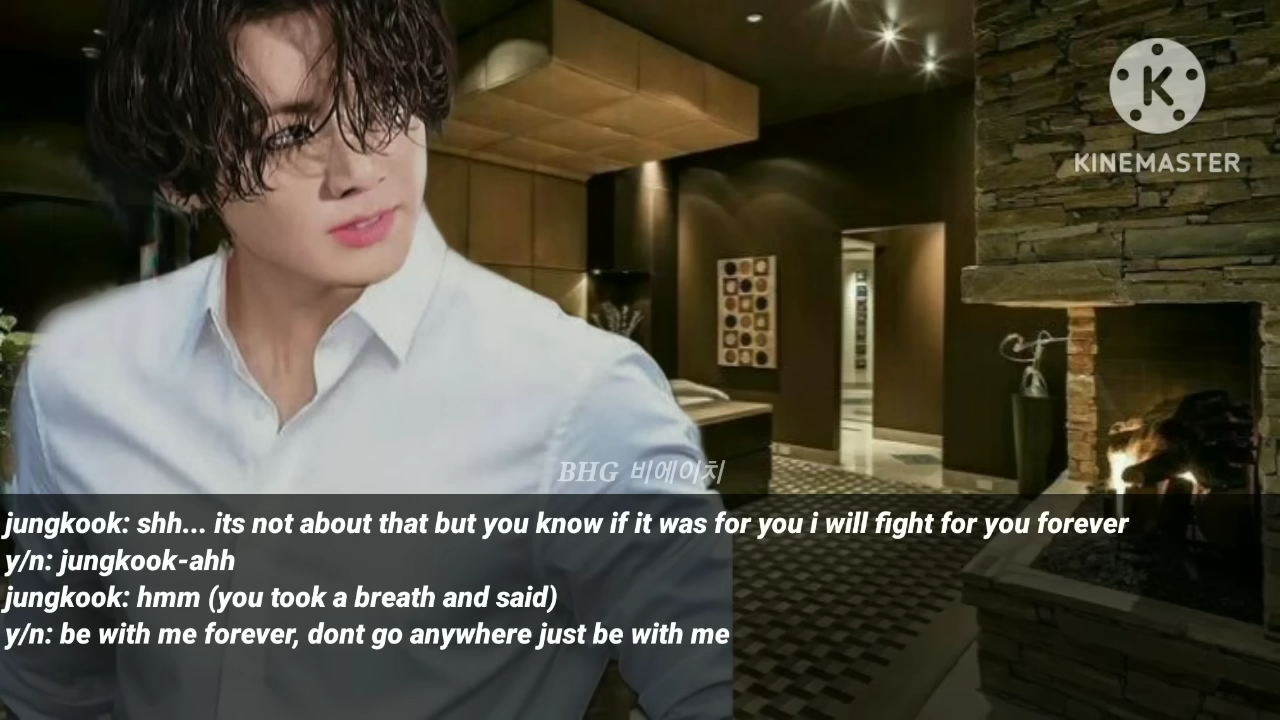 K
KINEMASTER
BHG 비에이치
jungkook: shh... its not about that but you know if it was for you i will fight for you forever
y/n: jungkook-ahh
jungkook: hmm (you took a breath and said)
y/n: be with me forever, dont go anywhere just be with me